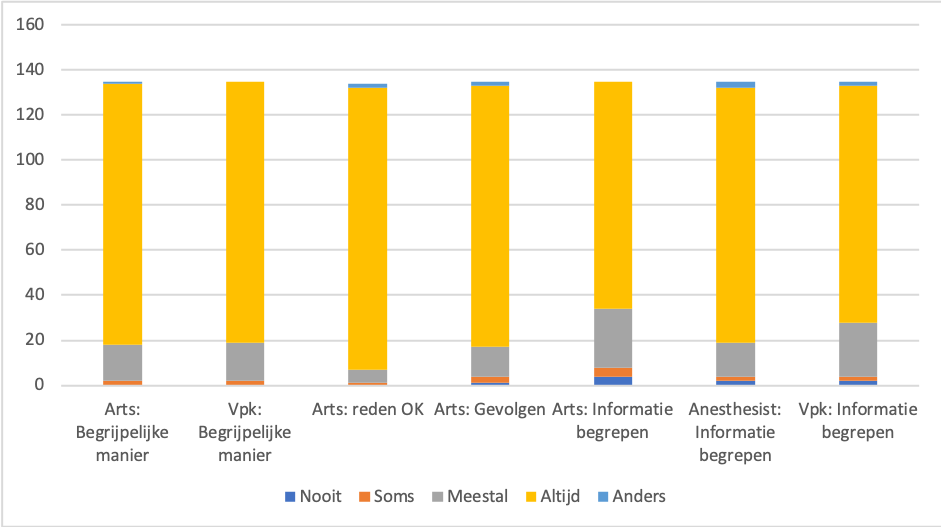 160
140
120
100
80
60
40
20
0
Arts:
Begrijpelijke
manier
Vpk:
Begrijpelijke
manier
Arts: reden OK
Arts: Gevolgen
Arts: Informatie
begrepen
Anesthesist:
Informatie
begrepen
Vpk: Informatie
begrepen
Nooit Soms Meestal Altijd Anders